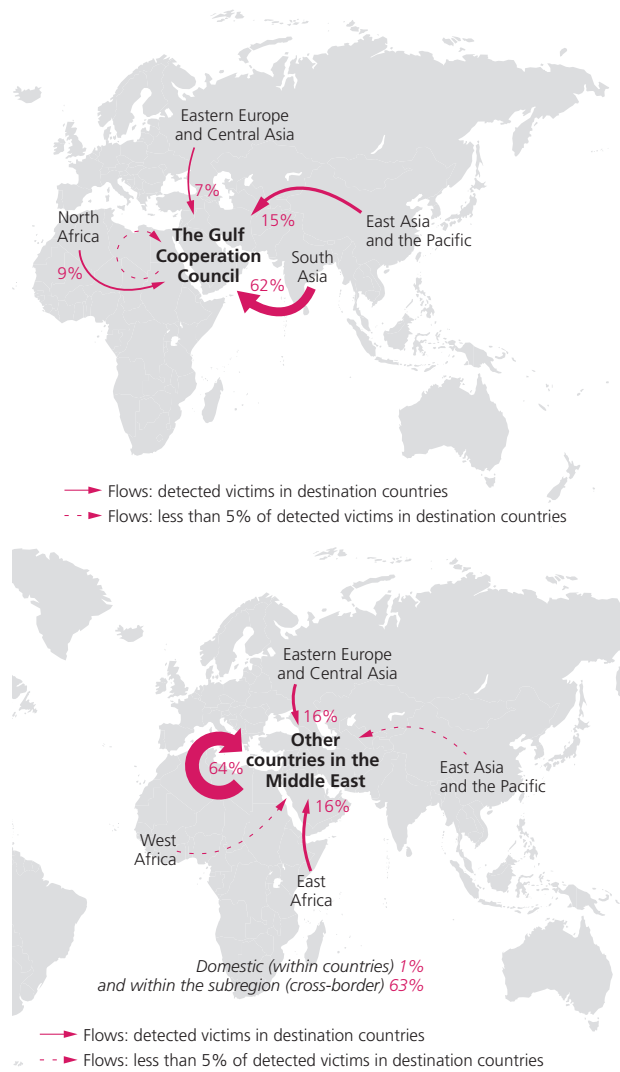 Eastern Europe
and Central Asia
7%
15%
North
Africa
East Asia
and the Pacific
The Gulf
Cooperation
Council
South
Asia
9%
62%
Flows: detected victims in destination countries
Flows: less than 5% of detected victims in destination countries
Eastern Europe
and Central Asia
16%
Other
countries in the
Middle East
64%
East Asia
and the Pacific
16%
West
Africa
East
Africa
Domestic (within countries) 1%
and within the subregion (cross-border) 63%
Flows: detected victims in destination countries
Flows: less than 5% of detected victims in destination countries